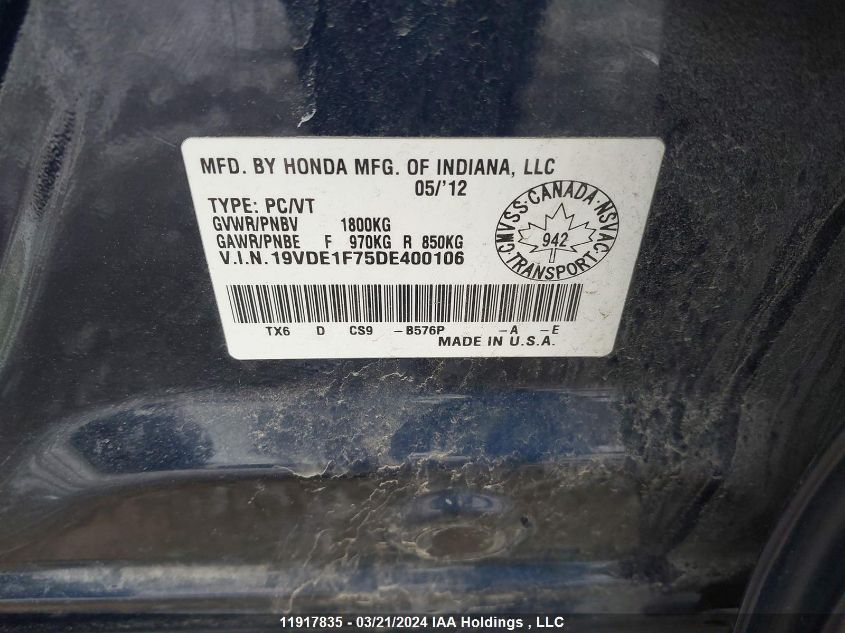 MFD. BY HONDA MFG. OF INDIANA, LLC
05/'12
TYPE: PC/VT
GVWR/PNBV 1800KG
GAWR/PNBE F 970KG R 850KG
V.I.N. 19VDE1F75DE400106
CMVSS·CANADA·NSVAC
942
TRANSPORT
TX6 D CS9 -B576P -A -E
MADE IN U.S.A.
11917835 - 03/21/2024 IAA Holdings , LLC